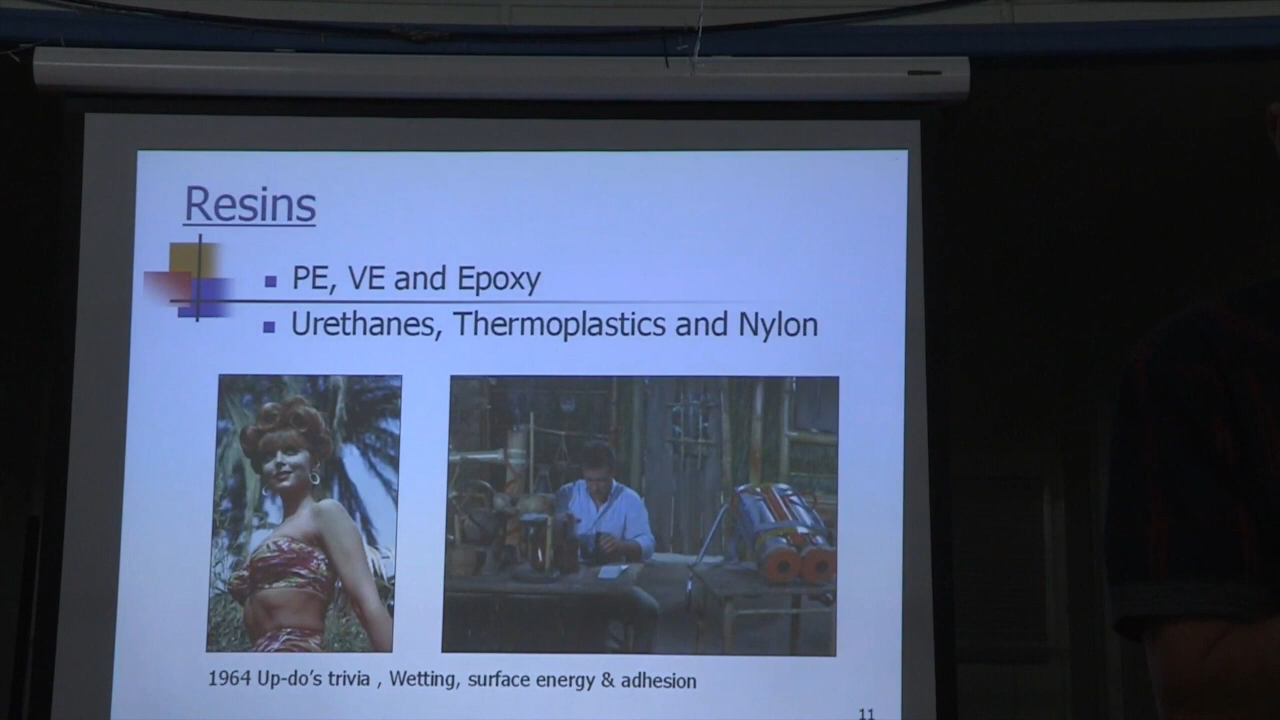 Resins
PE, VE and Epoxy
Urethanes, Thermoplastics and Nylon
1964 Up-do's trivia , Wetting, surface energy & adhesion
11